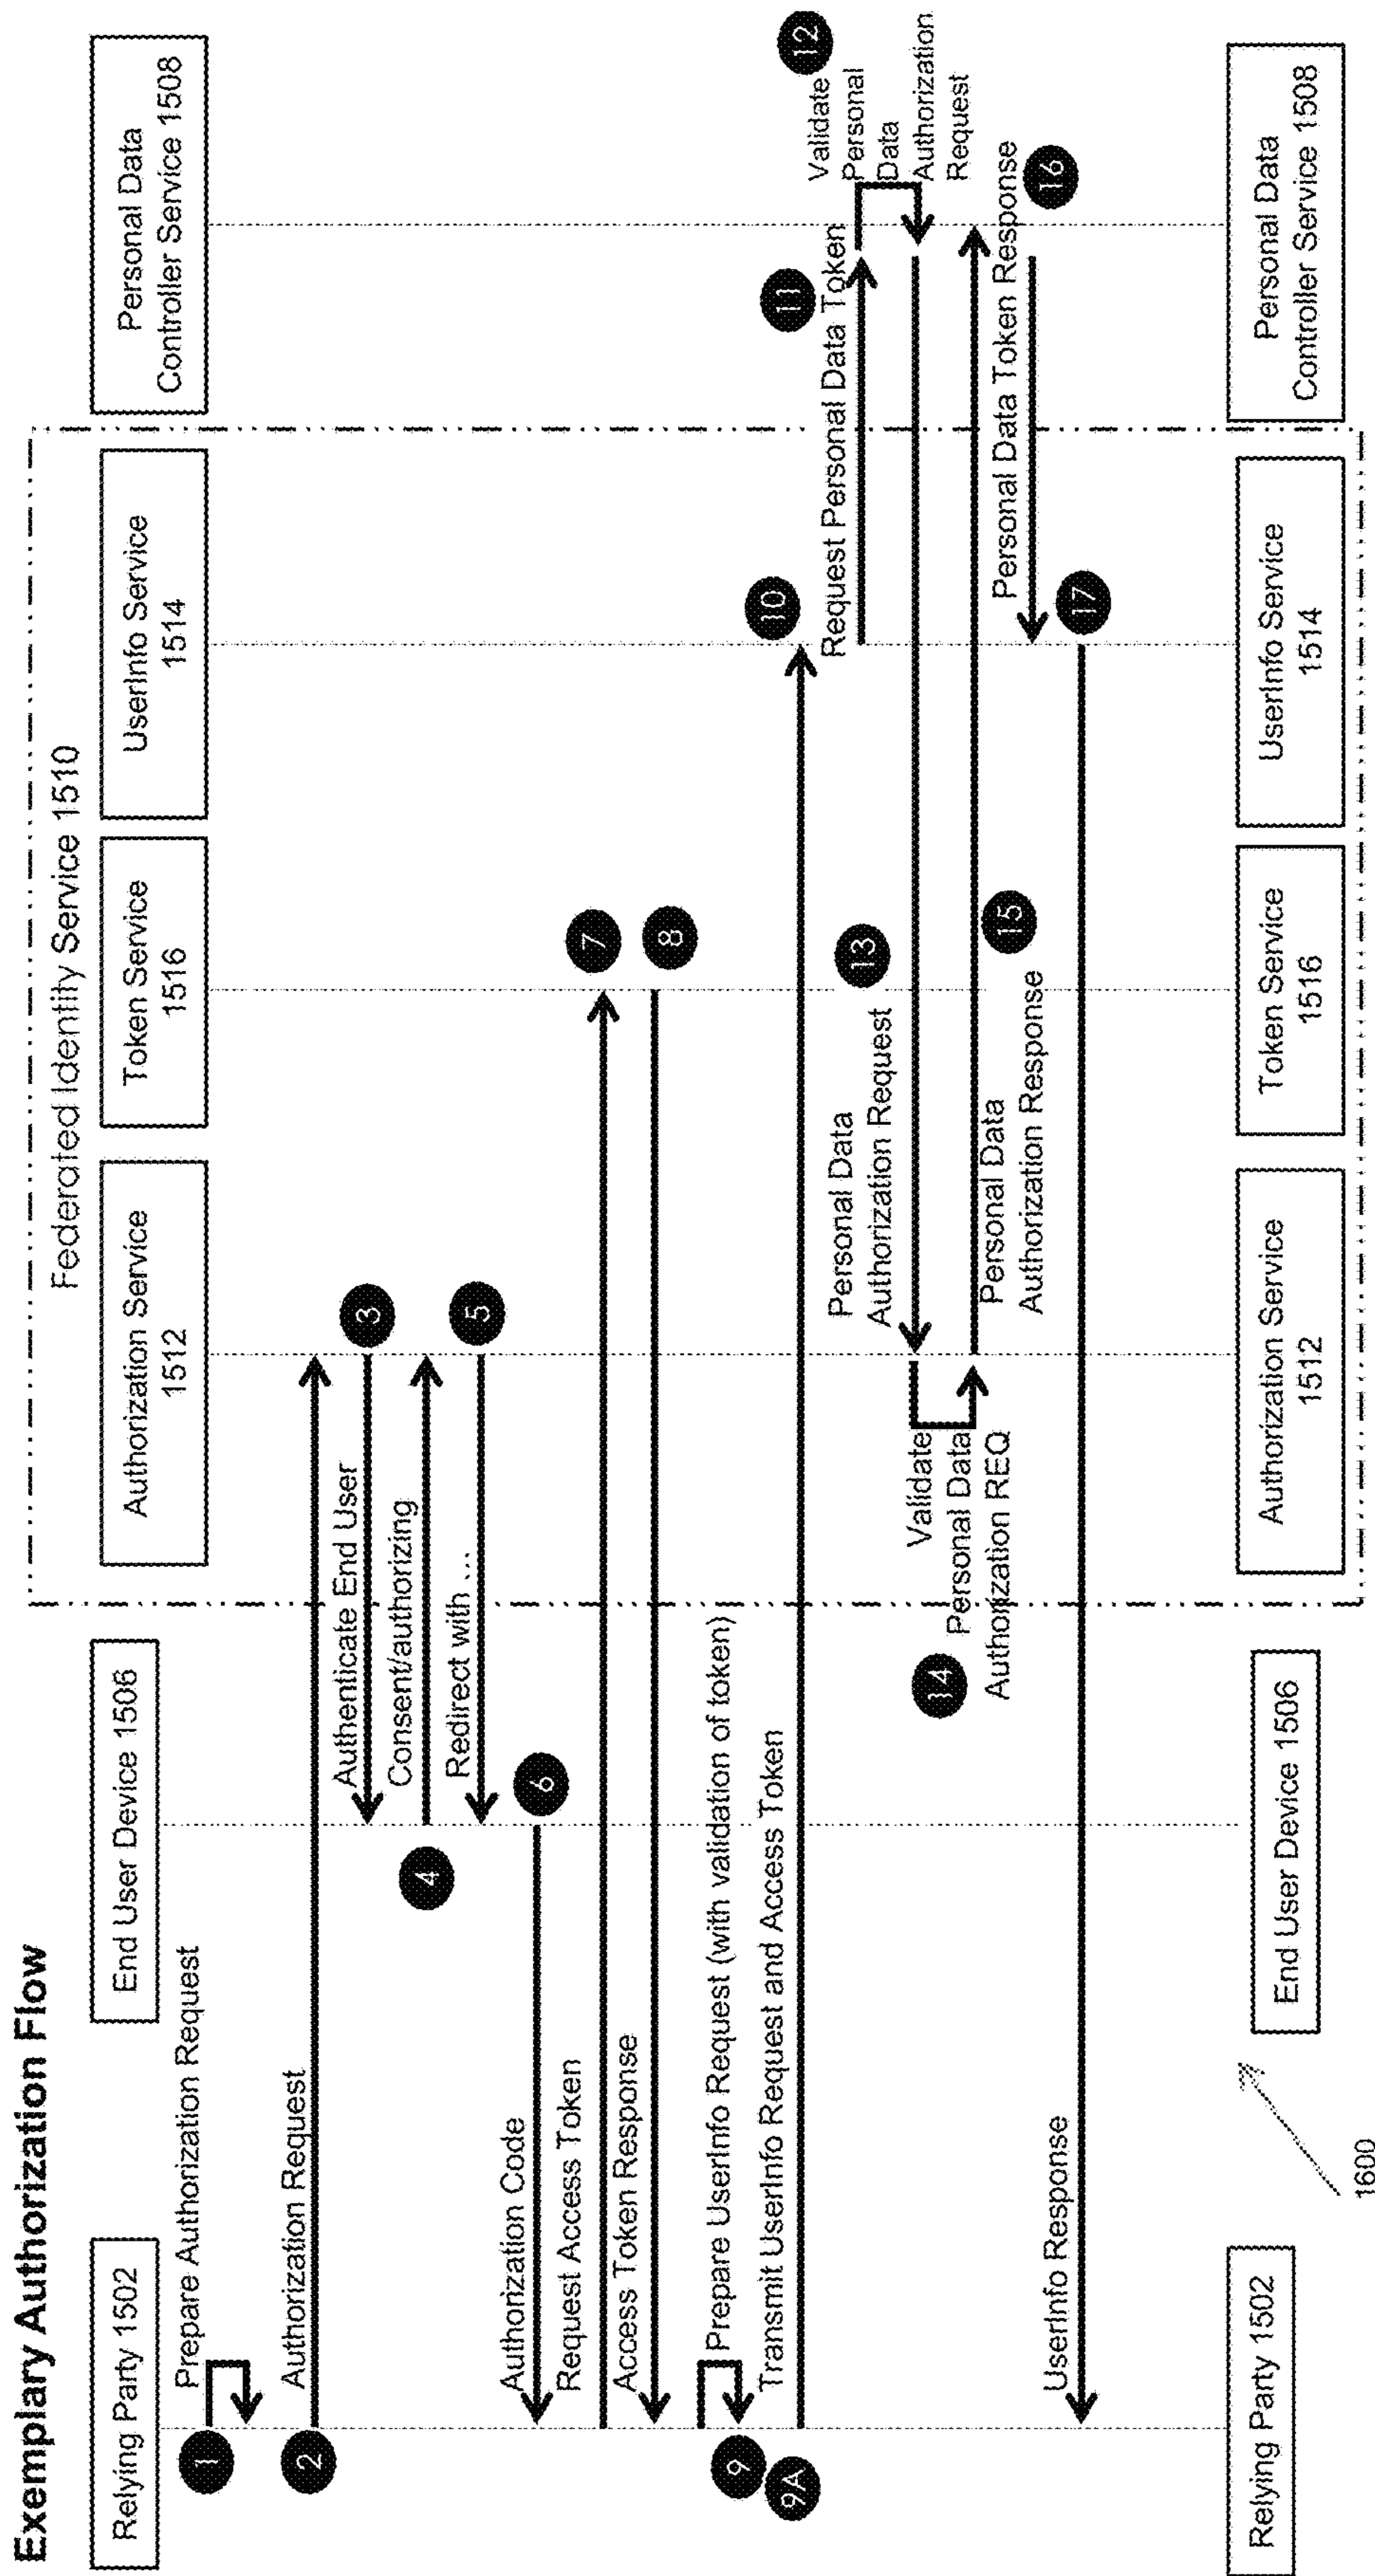 Exemplary Authorization Flow
Federated Identity Service 1510
Relying Party 1502
End User Device 1506
Authorization Service
1512
Token Service
1516
UserInfo Service
1514
Personal Data
Controller Service 1508
1
Prepare Authorization Request
2
Authorization Request
3
Authenticate End User
4
Consent/authorizing
5
Redirect with ...
6
Authorization Code
Request Access Token
7
Access Token Response
8
9
Prepare UserInfo Request (with validation of token)
9A
Transmit UserInfo Request and Access Token
10
11
Request Personal Data Token
12
Validate
Personal
Data
Authorization
Request
13
Personal Data
Authorization Request
14
Validate
Personal Data
Authorization REQ
15
Personal Data
Authorization Response
16
Personal Data Token Response
17
UserInfo Response
Relying Party 1502
End User Device 1506
Authorization Service
1512
Token Service
1516
UserInfo Service
1514
Personal Data
Controller Service 1508
1600